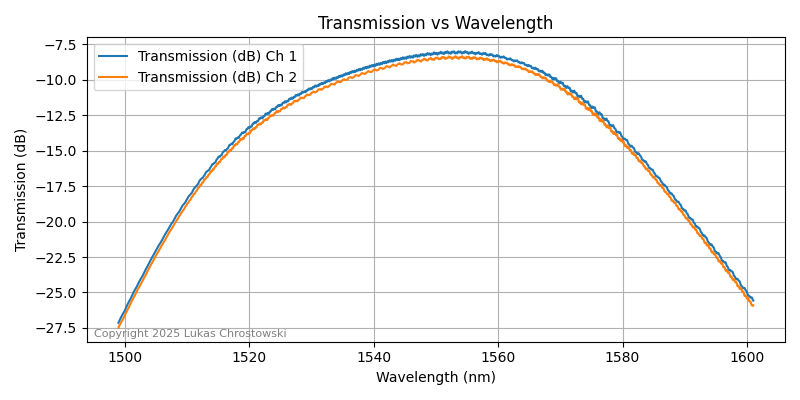 Transmission vs Wavelength
Transmission (dB) Ch 1
Transmission (dB) Ch 2
Transmission (dB)
−7.5
−10.0
−12.5
−15.0
−17.5
−20.0
−22.5
−25.0
−27.5
Copyright 2025 Lukas Chrostowski
1500 1520 1540 1560 1580 1600
Wavelength (nm)